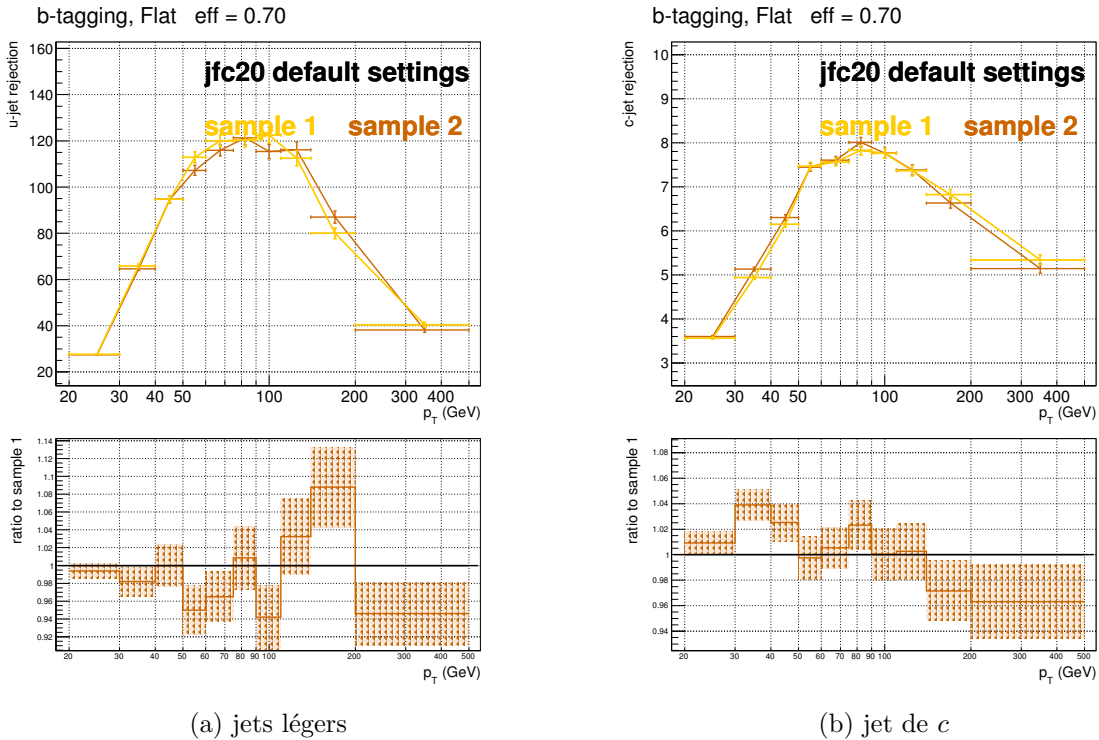 b-tagging, Flat eff = 0.70
u-jet rejection
160
140
120
100
80
60
40
20
jfc20 default settings
sample 1 sample 2
20 30 40 50 100 200 300 400
p_T (GeV)
ratio to sample 1
1.14
1.12
1.1
1.08
1.06
1.04
1.02
1
0.98
0.96
0.94
0.92
20 30 40 50 60 70 80 90 100 200 300 400 500
p_T (GeV)
(a) jets légers
b-tagging, Flat eff = 0.70
c-jet rejection
10
9
8
7
6
5
4
3
jfc20 default settings
sample 1 sample 2
20 30 40 50 100 200 300 400
p_T (GeV)
ratio to sample 1
1.08
1.06
1.04
1.02
1
0.98
0.96
0.94
20 30 40 50 60 70 80 90 100 200 300 400 500
p_T (GeV)
(b) jet de c